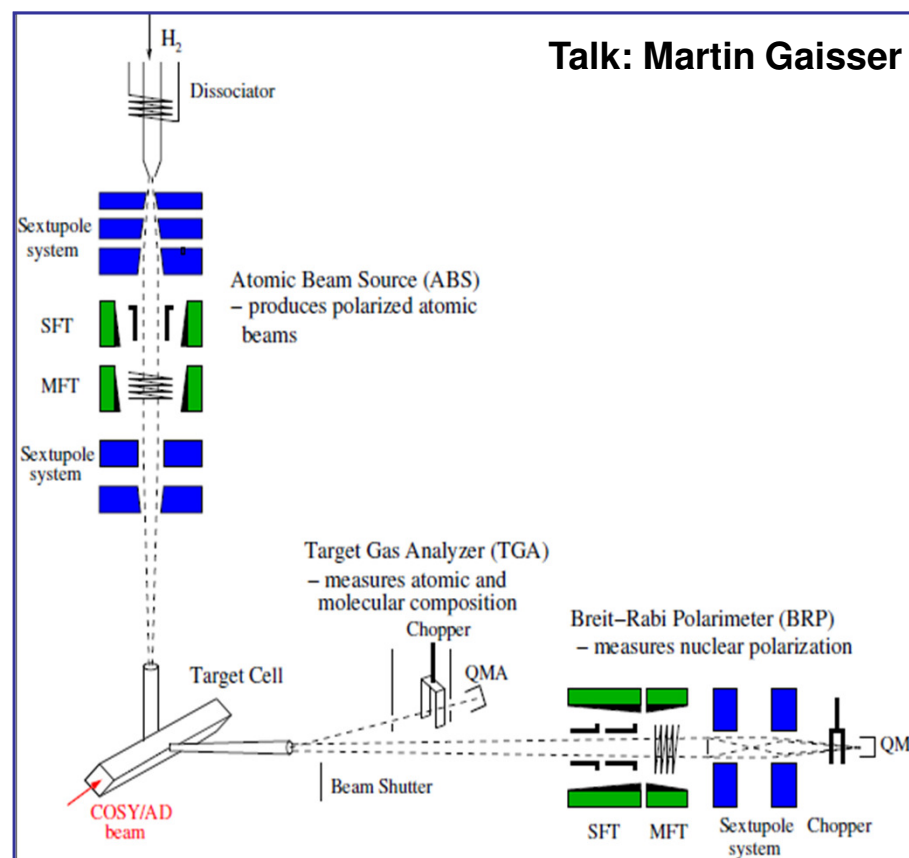 H2
Talk: Martin Gaisser
Dissociator
Sextupole
system
Atomic Beam Source (ABS)
− produces polarized atomic
beams
SFT
MFT
Sextupole
system
Target Gas Analyzer (TGA)
− measures atomic and
molecular composition
Chopper
QMA
Breit−Rabi Polarimeter (BRP)
− measures nuclear polarization
Target Cell
QM
Beam Shutter
COSY/AD
beam
SFT
MFT
Sextupole
system
Chopper